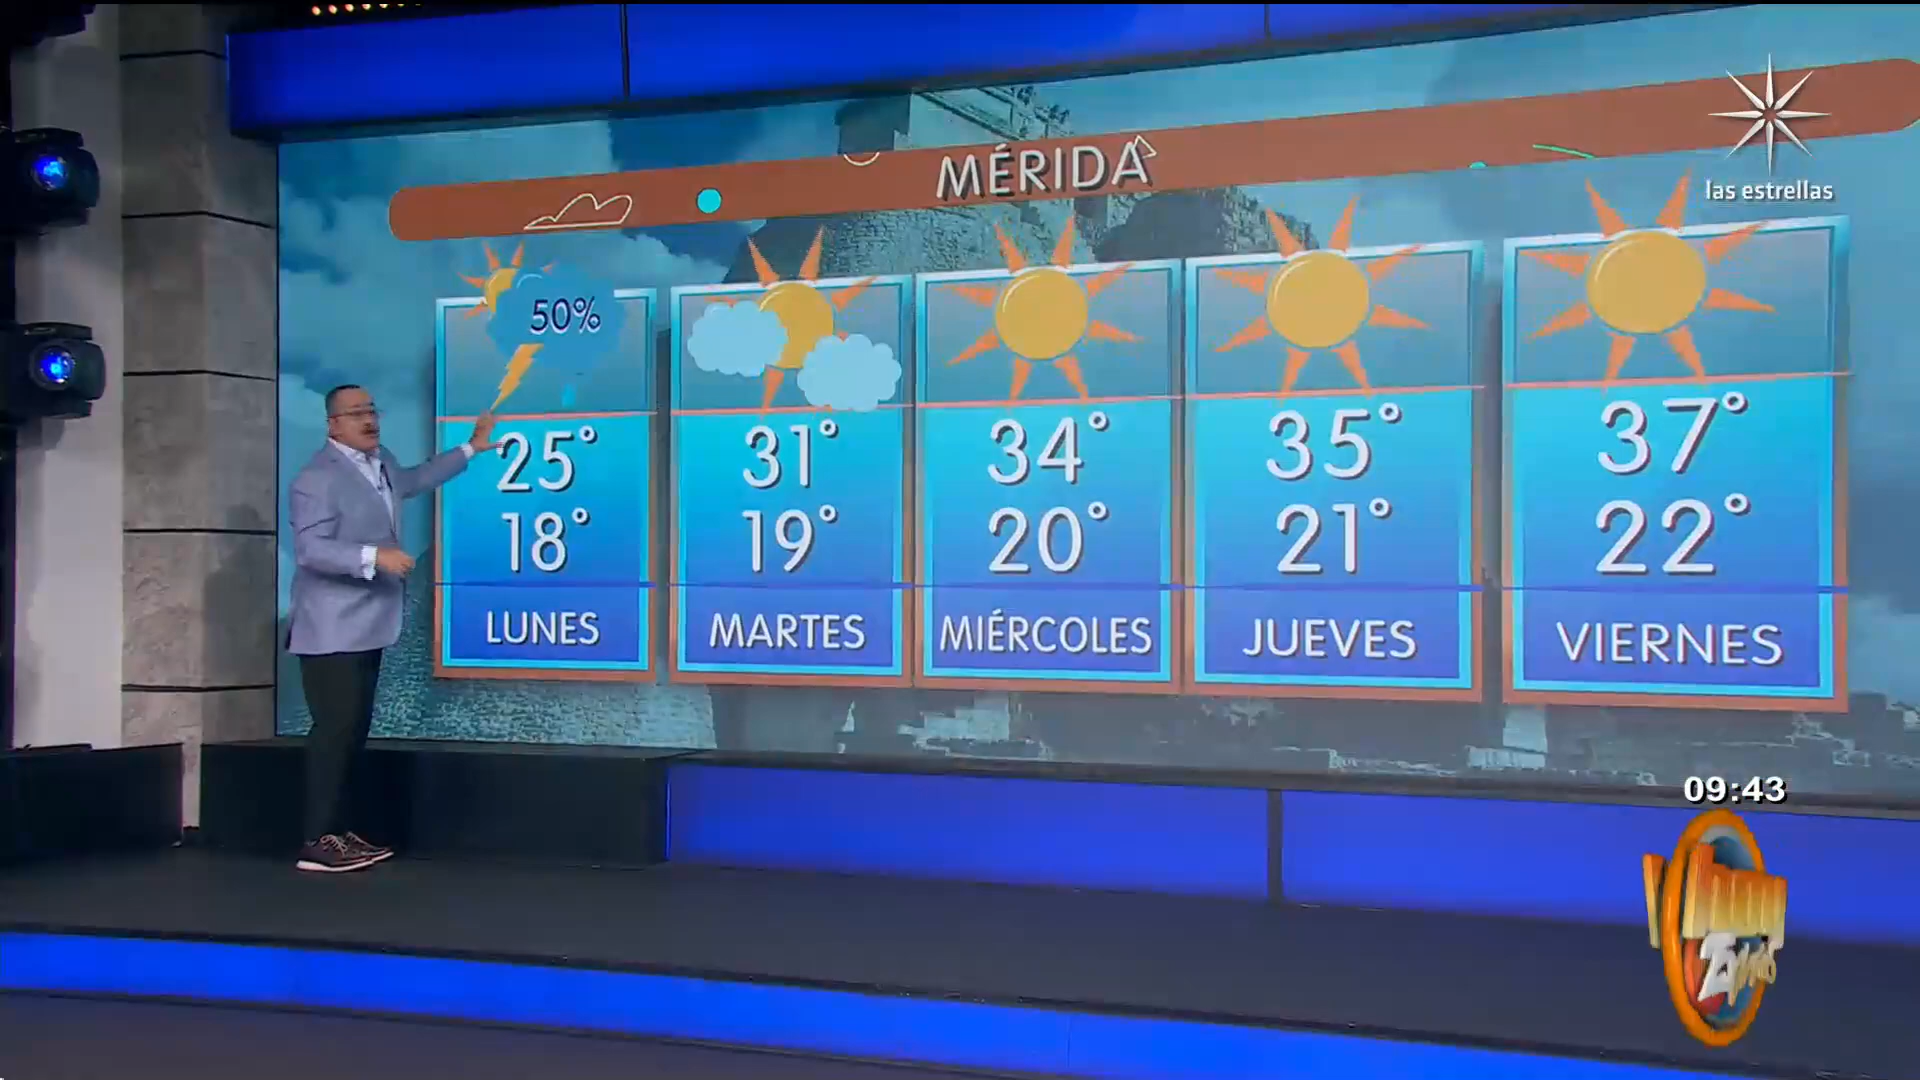 MÉRIDA
las estrellas
50%
25° 31° 34° 35° 37°
18° 19° 20° 21° 22°
LUNES MARTES MIÉRCOLES JUEVES VIERNES
09:43